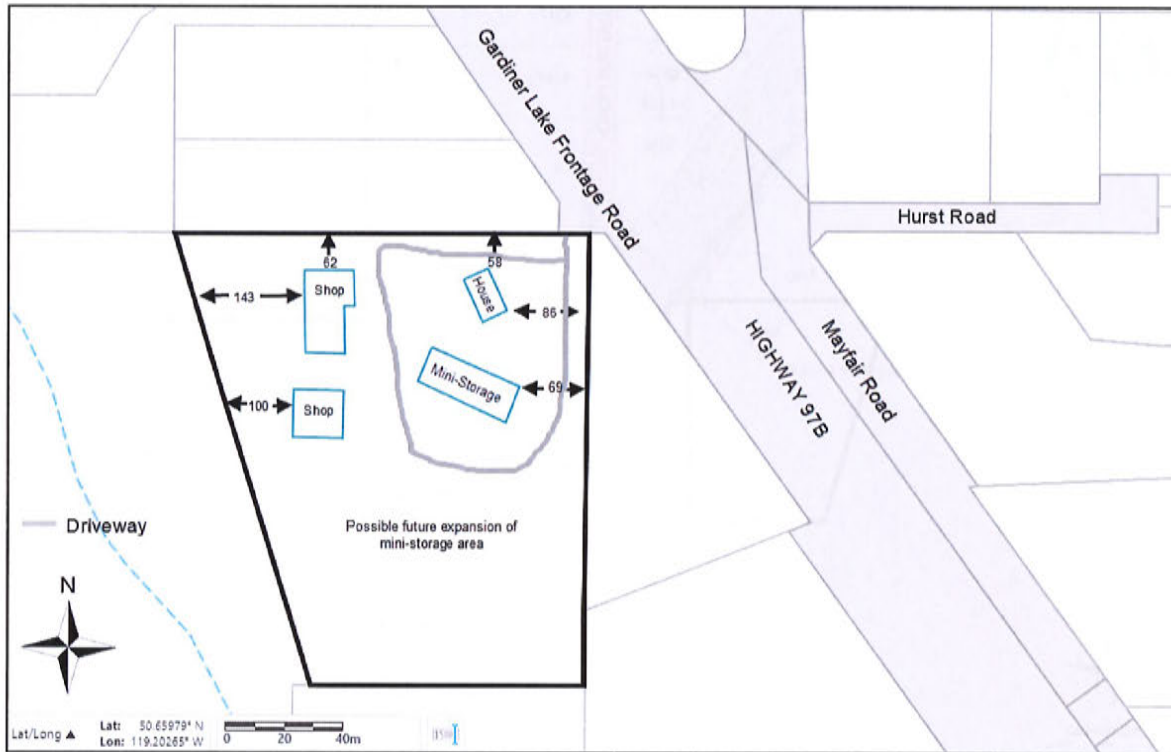 Gardiner Lake Frontage Road
Hurst Road
62
58
Shop
House
143
86
HIGHWAY 97B
Mayfair Road
Mini-Storage
69
100
Shop
Driveway
Possible future expansion of
mini-storage area
N
Lat/Long ▲
Lat: 50.65979° N
Lon: 119.20265° W
0 20 40m